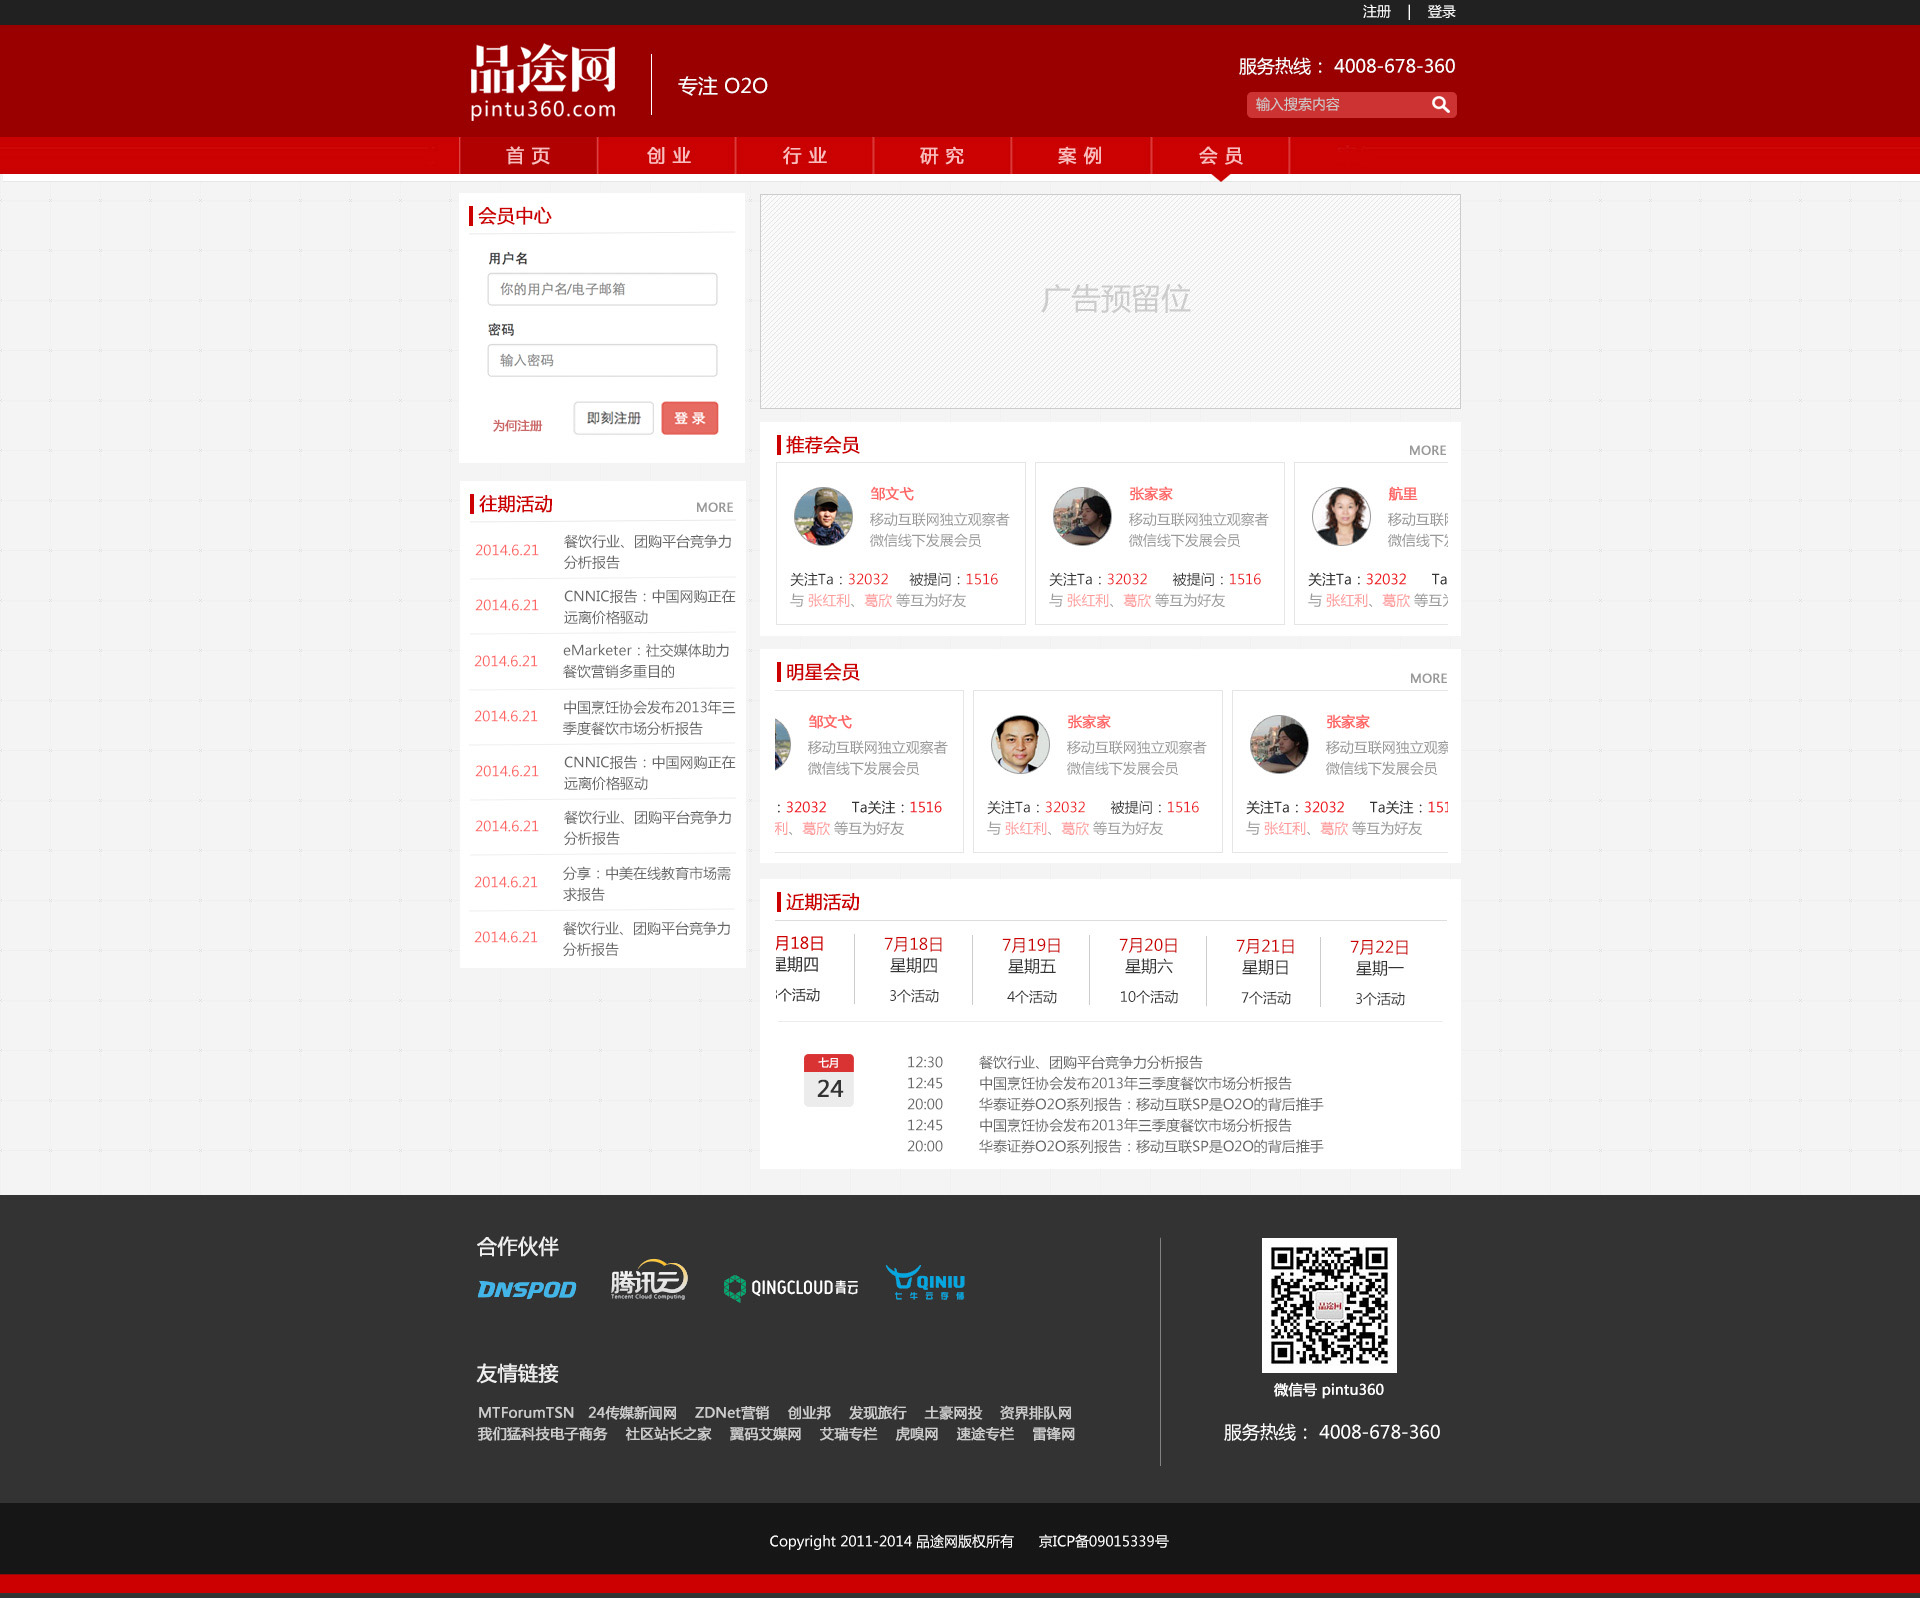 注册 | 登录
品途网
pintu360.com
专注 O2O
服务热线： 4008-678-360
输入搜索内容
首 页 创 业 行 业 研 究 案 例 会 员
会员中心
用户名
你的用户名/电子邮箱
密码
输入密码
为何注册 即刻注册 登 录
广告预留位
往期活动 MORE
2014.6.21 餐饮行业、团购平台竞争力
分析报告
2014.6.21 CNNIC报告：中国网购正在
远离价格驱动
2014.6.21 eMarketer：社交媒体助力
餐饮营销多重目的
2014.6.21 中国烹饪协会发布2013年三
季度餐饮市场分析报告
2014.6.21 CNNIC报告：中国网购正在
远离价格驱动
2014.6.21 餐饮行业、团购平台竞争力
分析报告
2014.6.21 分享：中美在线教育市场需
求报告
2014.6.21 餐饮行业、团购平台竞争力
分析报告
推荐会员 MORE
邹文弋
移动互联网独立观察者
微信线下发展会员
关注Ta：32032 被提问：1516
与 张红利、葛欣 等互为好友
张家家
移动互联网独立观察者
微信线下发展会员
关注Ta：32032 被提问：1516
与 张红利、葛欣 等互为好友
航里
移动互联
微信线下
关注Ta：32032 Ta
与 张红利、葛欣 等互
明星会员 MORE
邹文弋
移动互联网独立观察者
微信线下发展会员
：32032 Ta关注：1516
利、葛欣 等互为好友
张家家
移动互联网独立观察者
微信线下发展会员
关注Ta：32032 被提问：1516
与 张红利、葛欣 等互为好友
张家家
移动互联网独立观察
微信线下发展会员
关注Ta：32032 Ta关注：151
与 张红利、葛欣 等互为好友
近期活动
月18日 7月18日 7月19日 7月20日 7月21日 7月22日
星期四 星期四 星期五 星期六 星期日 星期一
个活动 3个活动 4个活动 10个活动 7个活动 3个活动
七月
24
12:30 餐饮行业、团购平台竞争力分析报告
12:45 中国烹饪协会发布2013年三季度餐饮市场分析报告
20:00 华泰证券O2O系列报告：移动互联SP是O2O的背后推手
12:45 中国烹饪协会发布2013年三季度餐饮市场分析报告
20:00 华泰证券O2O系列报告：移动互联SP是O2O的背后推手
合作伙伴
DNSPOD
腾讯云
Tencent Cloud Computing
QINGCLOUD青云
QINIU
七牛云存储
友情链接
MTForumTSN 24传媒新闻网 ZDNet营销 创业邦 发现旅行 土豪网投 资界排队网
我们猛科技电子商务 社区站长之家 翼码艾媒网 艾瑞专栏 虎嗅网 速途专栏 雷锋网
品途网
微信号 pintu360
服务热线： 4008-678-360
Copyright 2011-2014 品途网版权所有 京ICP备09015339号